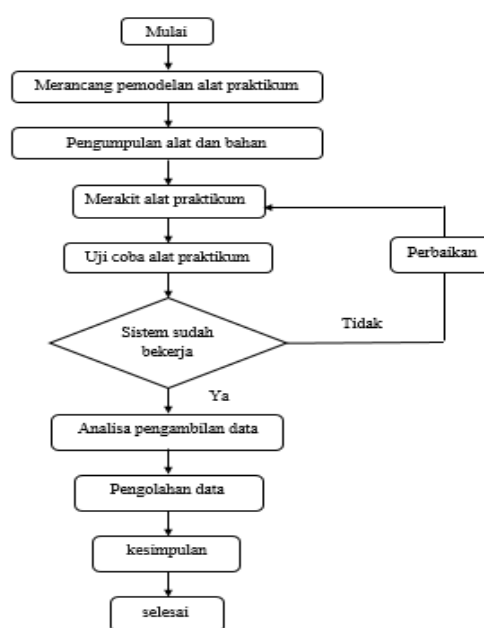 Mulai
Merancang pemodelan alat praktikum
Pengumpulan alat dan bahan
Merakit alat praktikum
Uji coba alat praktikum
Perbaikan
Sistem sudah
bekerja
Tidak
Ya
Analisa pengambilan data
Pengolahan data
kesimpulan
selesai